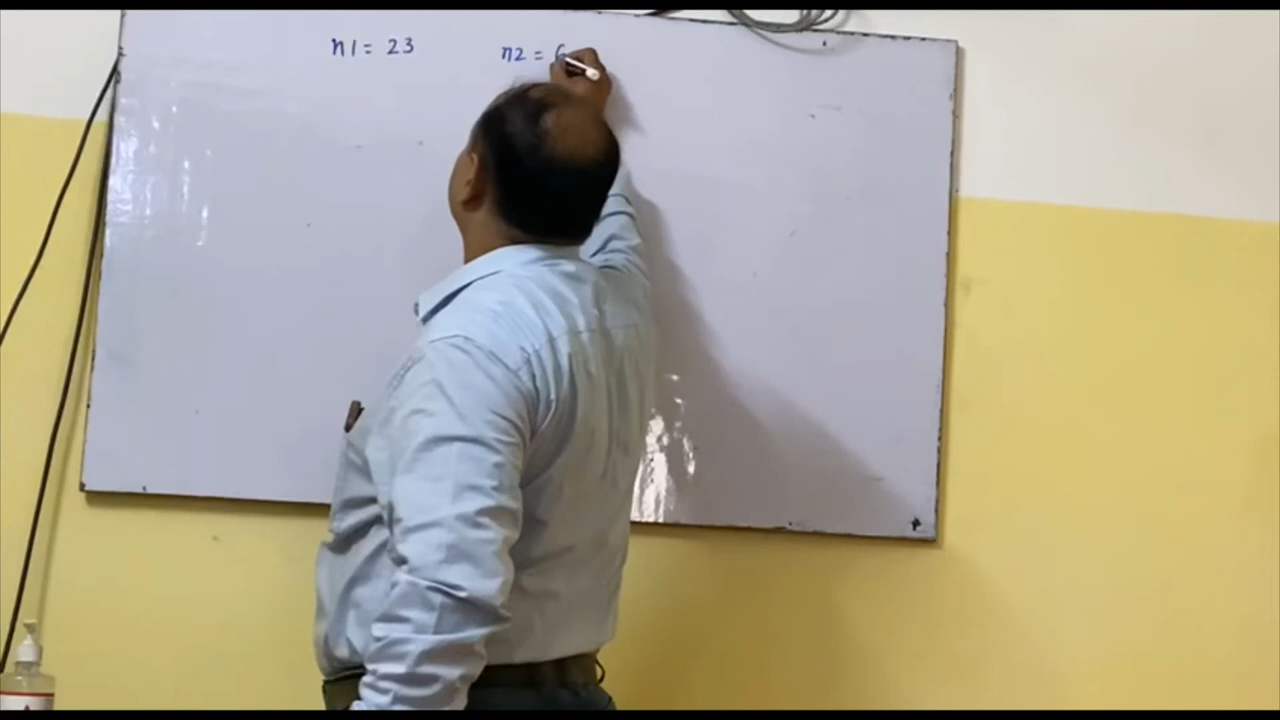 n1 = 23 n2 = 6